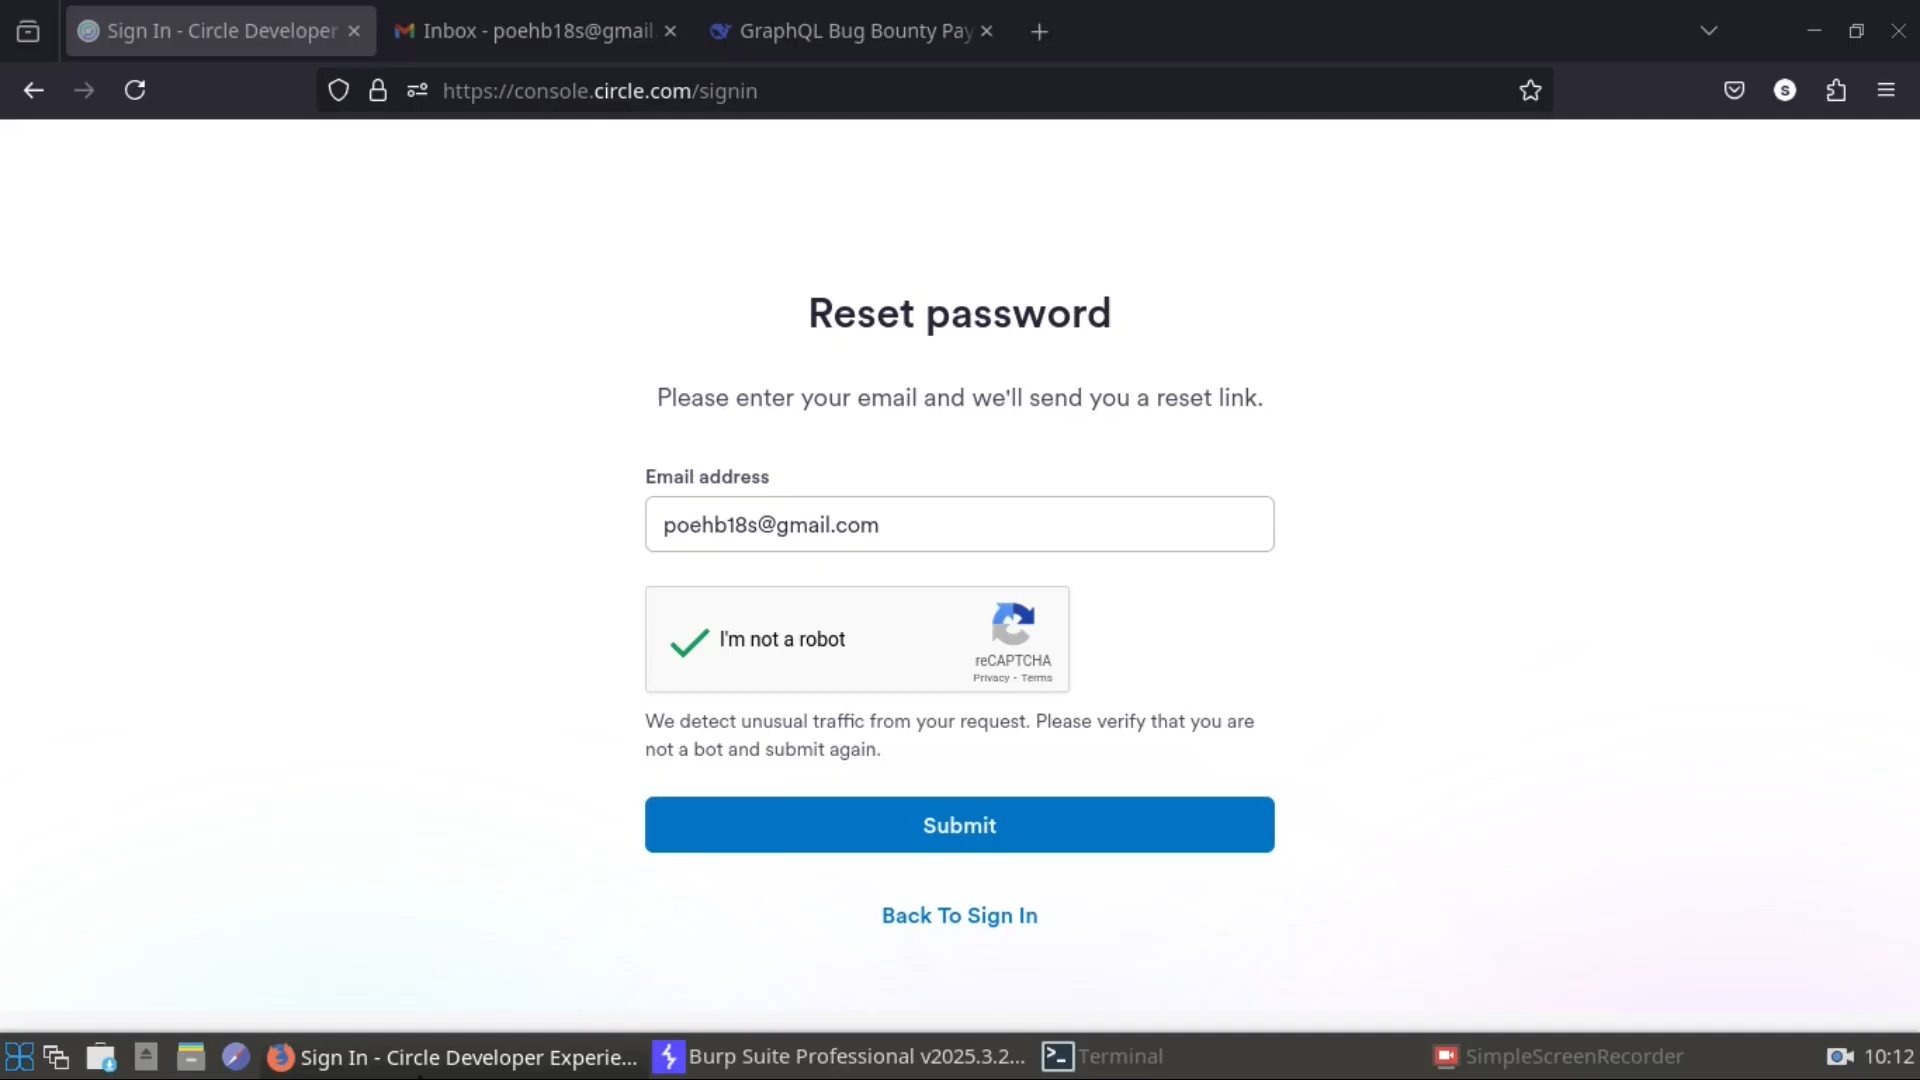 Sign In - Circle Developer
Inbox - poehb18s@gmail
GraphQL Bug Bounty Pay
https://console.circle.com/signin
S
Reset password
Please enter your email and we'll send you a reset link.
Email address
poehb18s@gmail.com
I'm not a robot
reCAPTCHA
Privacy - Terms
We detect unusual traffic from your request. Please verify that you are
not a bot and submit again.
Submit
Back To Sign In
Sign In - Circle Developer Experie...
Burp Suite Professional v2025.3.2...
Terminal
SimpleScreenRecorder
10:12